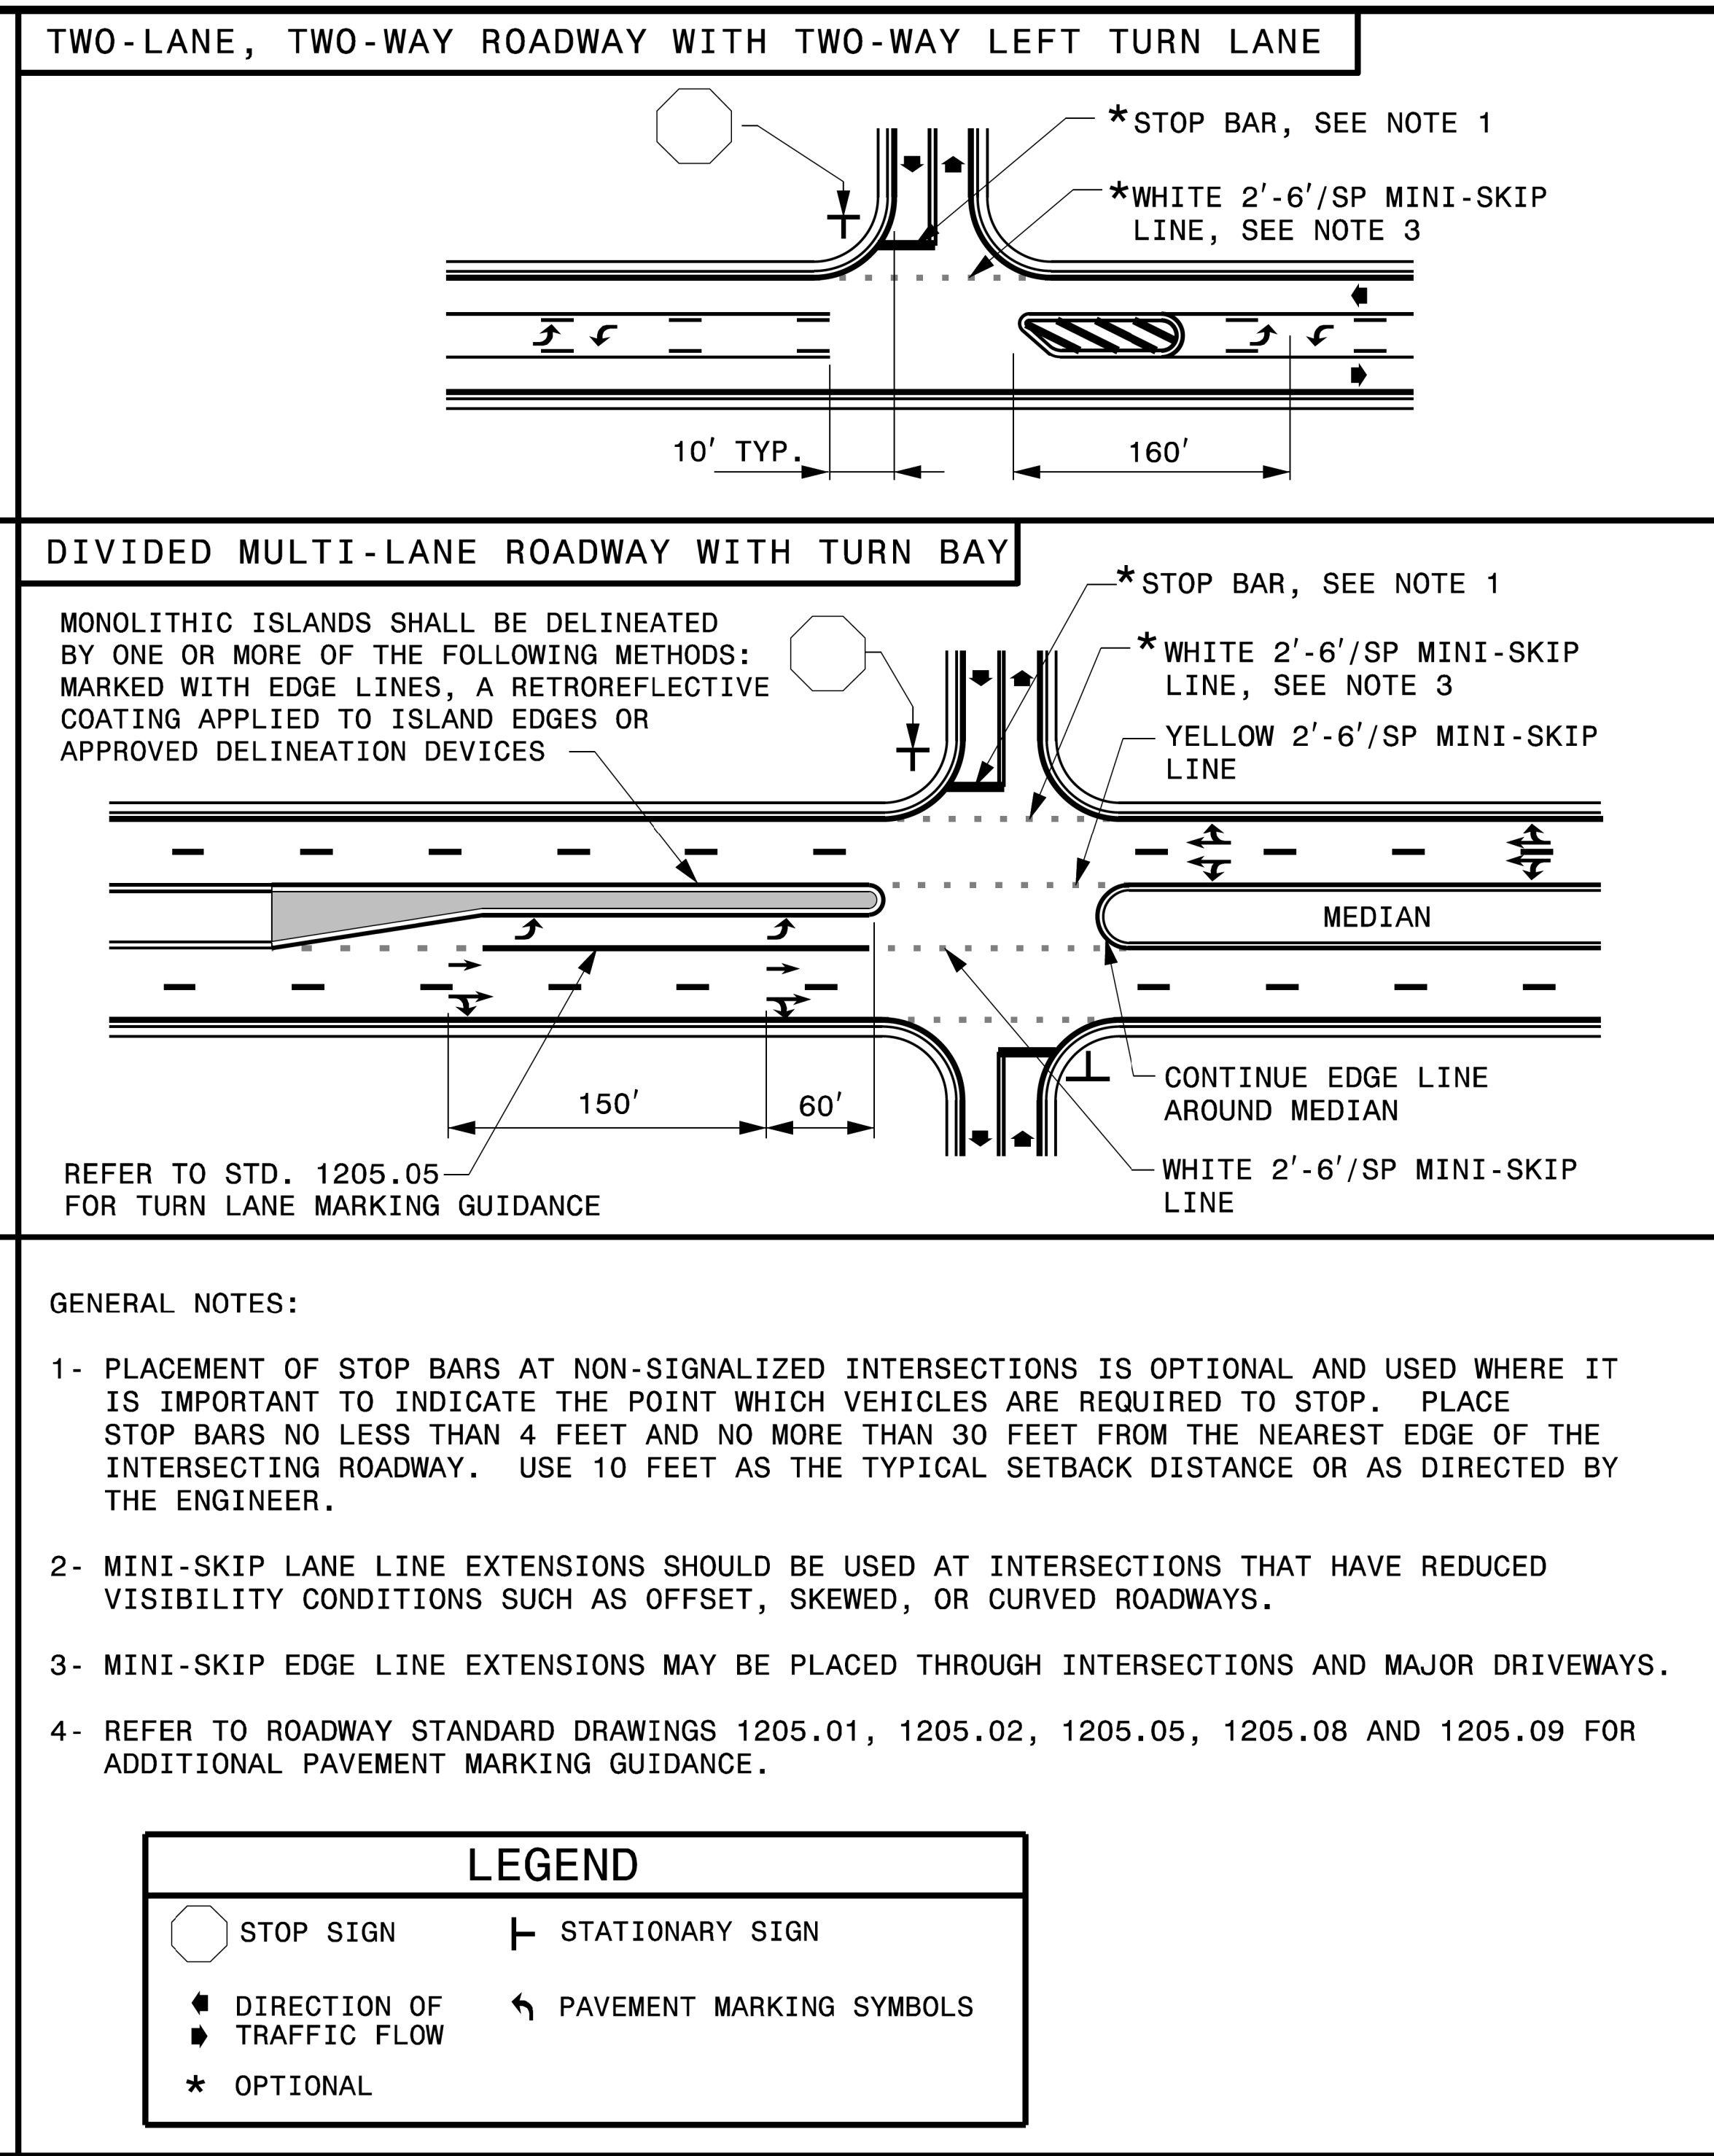 TWO-LANE, TWO-WAY ROADWAY WITH TWO-WAY LEFT TURN LANE
*STOP BAR, SEE NOTE 1
*WHITE 2'-6'/SP MINI-SKIP
LINE, SEE NOTE 3
10' TYP.
160'
DIVIDED MULTI-LANE ROADWAY WITH TURN BAY
MONOLITHIC ISLANDS SHALL BE DELINEATED
BY ONE OR MORE OF THE FOLLOWING METHODS:
MARKED WITH EDGE LINES, A RETROREFLECTIVE
COATING APPLIED TO ISLAND EDGES OR
APPROVED DELINEATION DEVICES
*STOP BAR, SEE NOTE 1
*WHITE 2'-6'/SP MINI-SKIP
LINE, SEE NOTE 3
YELLOW 2'-6'/SP MINI-SKIP
LINE
MEDIAN
150'
60'
CONTINUE EDGE LINE
AROUND MEDIAN
REFER TO STD. 1205.05
FOR TURN LANE MARKING GUIDANCE
WHITE 2'-6'/SP MINI-SKIP
LINE
GENERAL NOTES:
1- PLACEMENT OF STOP BARS AT NON-SIGNALIZED INTERSECTIONS IS OPTIONAL AND USED WHERE IT
IS IMPORTANT TO INDICATE THE POINT WHICH VEHICLES ARE REQUIRED TO STOP. PLACE
STOP BARS NO LESS THAN 4 FEET AND NO MORE THAN 30 FEET FROM THE NEAREST EDGE OF THE
INTERSECTING ROADWAY. USE 10 FEET AS THE TYPICAL SETBACK DISTANCE OR AS DIRECTED BY
THE ENGINEER.
2- MINI-SKIP LANE LINE EXTENSIONS SHOULD BE USED AT INTERSECTIONS THAT HAVE REDUCED
VISIBILITY CONDITIONS SUCH AS OFFSET, SKEWED, OR CURVED ROADWAYS.
3- MINI-SKIP EDGE LINE EXTENSIONS MAY BE PLACED THROUGH INTERSECTIONS AND MAJOR DRIVEWAYS.
4- REFER TO ROADWAY STANDARD DRAWINGS 1205.01, 1205.02, 1205.05, 1205.08 AND 1205.09 FOR
ADDITIONAL PAVEMENT MARKING GUIDANCE.
LEGEND
STOP SIGN
STATIONARY SIGN
DIRECTION OF
TRAFFIC FLOW
PAVEMENT MARKING SYMBOLS
* OPTIONAL